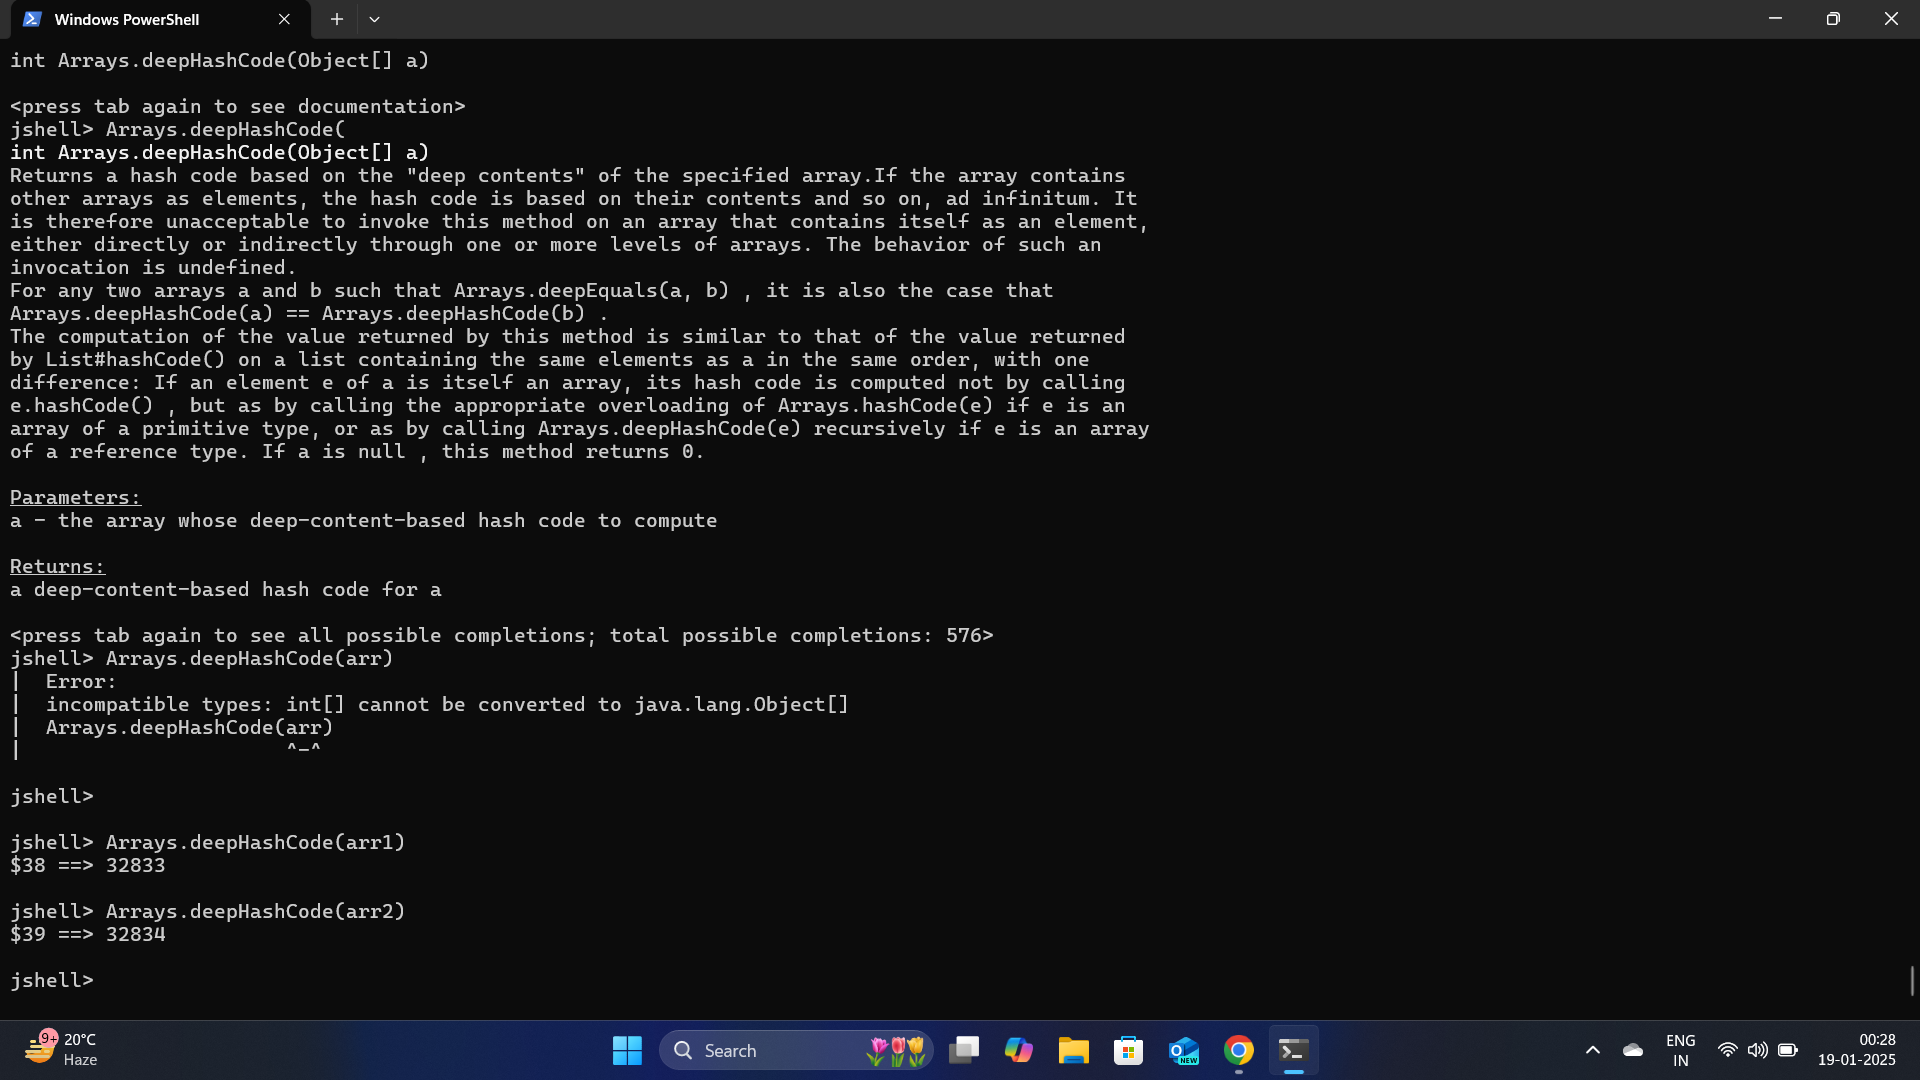 Windows PowerShell
int Arrays.deepHashCode(Object[] a)
<press tab again to see documentation>
jshell> Arrays.deepHashCode(
int Arrays.deepHashCode(Object[] a)
Returns a hash code based on the "deep contents" of the specified array.If the array contains
other arrays as elements, the hash code is based on their contents and so on, ad infinitum. It
is therefore unacceptable to invoke this method on an array that contains itself as an element,
either directly or indirectly through one or more levels of arrays. The behavior of such an
invocation is undefined.
For any two arrays a and b such that Arrays.deepEquals(a, b) , it is also the case that
Arrays.deepHashCode(a) == Arrays.deepHashCode(b) .
The computation of the value returned by this method is similar to that of the value returned
by List#hashCode() on a list containing the same elements as a in the same order, with one
difference: If an element e of a is itself an array, its hash code is computed not by calling
e.hashCode() , but as by calling the appropriate overloading of Arrays.hashCode(e) if e is an
array of a primitive type, or as by calling Arrays.deepHashCode(e) recursively if e is an array
of a reference type. If a is null , this method returns 0.
Parameters:
a - the array whose deep-content-based hash code to compute
Returns:
a deep-content-based hash code for a
<press tab again to see all possible completions; total possible completions: 576>
jshell> Arrays.deepHashCode(arr)
|  Error:
|  incompatible types: int[] cannot be converted to java.lang.Object[]
|  Arrays.deepHashCode(arr)
|                      ^-^
jshell>
jshell> Arrays.deepHashCode(arr1)
$38 ==> 32833
jshell> Arrays.deepHashCode(arr2)
$39 ==> 32834
jshell>
9+
20°C
Haze
Search
NEW
ENG
IN
00:28
19-01-2025